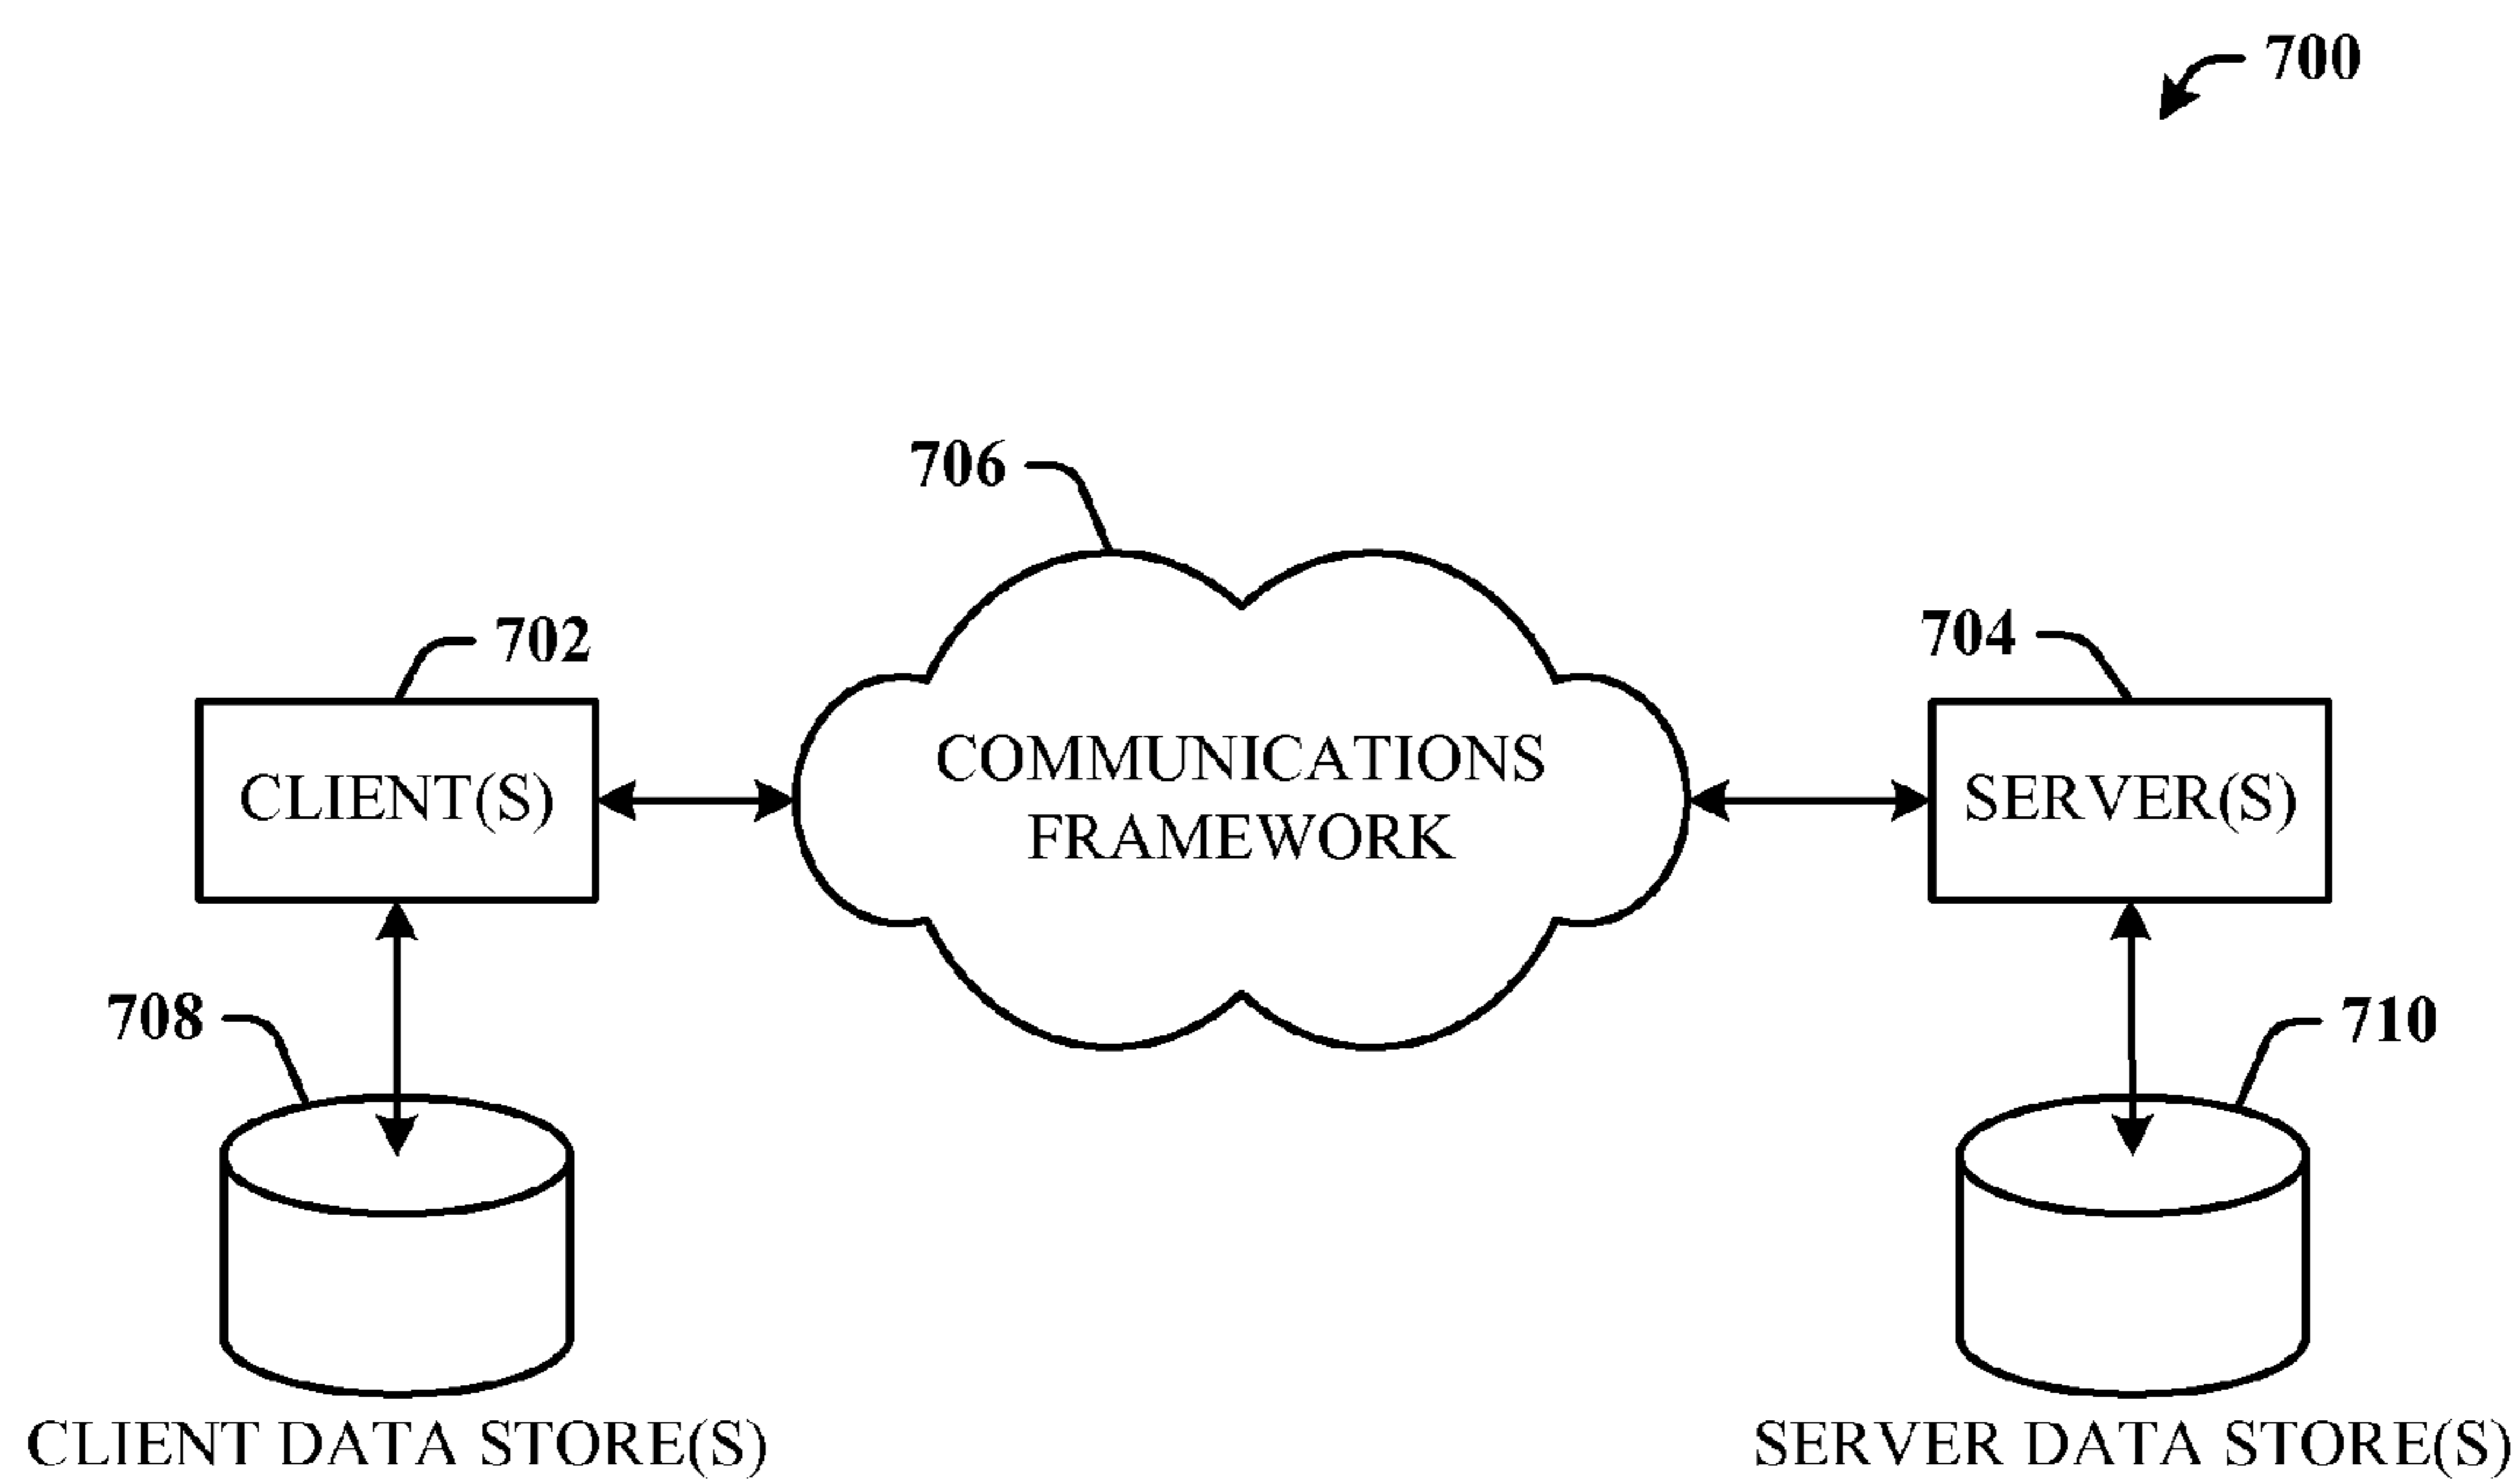 700
706
702
704
COMMUNICATIONS
FRAMEWORK
CLIENT(S)
SERVER(S)
708
710
CLIENT DATA STORE(S)
SERVER DATA STORE(S)